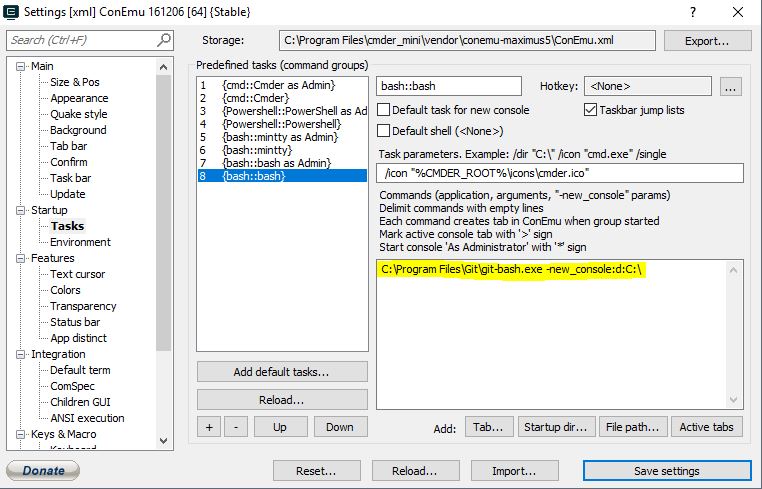 Settings [xml] ConEmu 161206 [64] {Stable}
? X
Search (Ctrl+F)
Storage:
C:\Program Files\cmder_mini\vendor\conemu-maximus5\ConEmu.xml
Export...
Main
Size & Pos
Appearance
Quake style
Background
Tab bar
Confirm
Task bar
Update
Startup
Tasks
Environment
Features
Text cursor
Colors
Transparency
Status bar
App distinct
Integration
Default term
ComSpec
Children GUI
ANSI execution
Keys & Macro
Keyboard
Predefined tasks (command groups)
1 {cmd::Cmder as Admin}
2 {cmd::Cmder}
3 {Powershell::PowerShell as Ad
4 {Powershell::Powershell}
5 {bash::mintty as Admin}
6 {bash::mintty}
7 {bash::bash as Admin}
8 {bash::bash}
Add default tasks...
Reload...
+ - Up Down
bash::bash
Hotkey: <None> ...
Default task for new console
Taskbar jump lists
Default shell (<None>)
Task parameters. Example: /dir "C:\" /icon "cmd.exe" /single
/icon "%CMDER_ROOT%\icons\cmder.ico"
Commands (application, arguments, "-new_console" params)
Delimit commands with empty lines
Each command creates tab in ConEmu when group started
Mark active console tab with '>' sign
Start console 'As Administrator' with '*' sign
C:\Program Files\Git\git-bash.exe -new_console:d:C:\
Add: Tab... Startup dir... File path... Active tabs
Donate
Reset... Reload... Import... Save settings